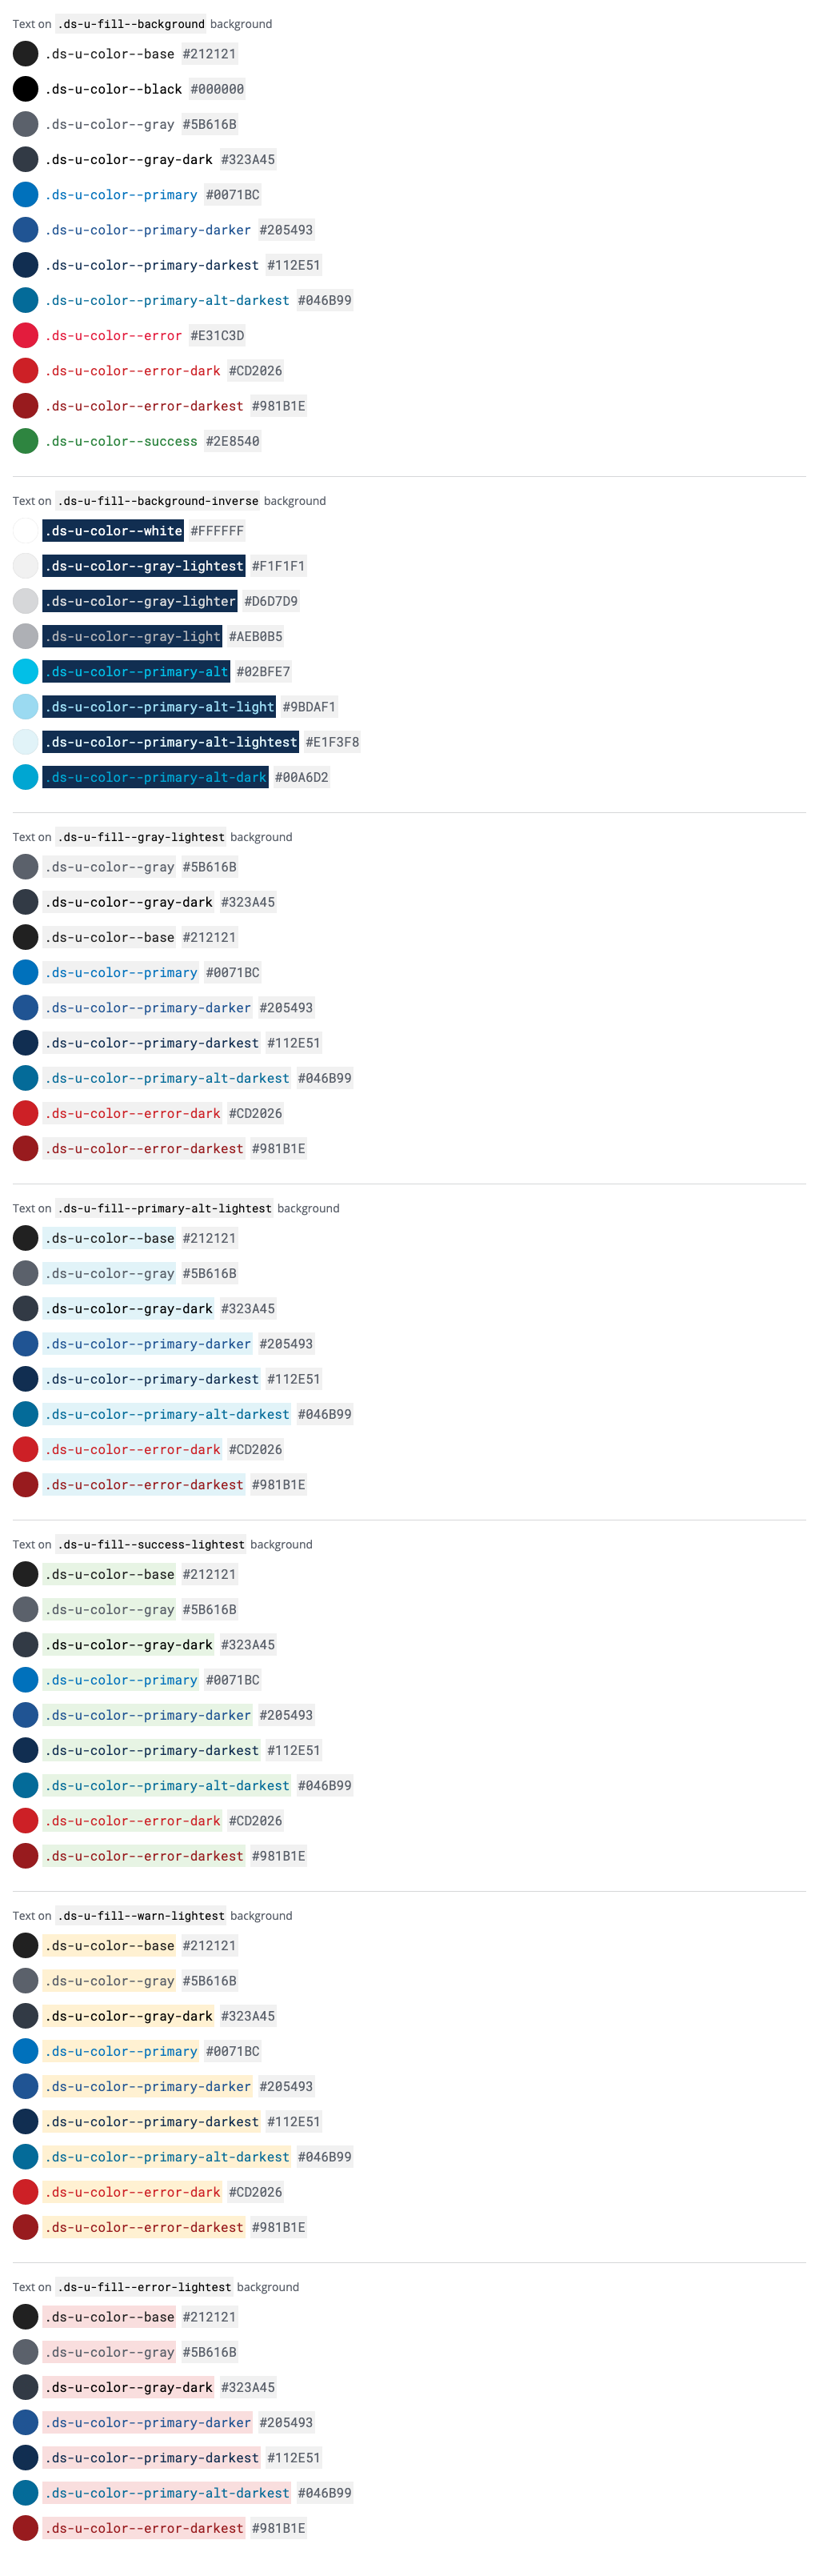 Text on .ds-u-fill--background background
.ds-u-color--base #212121
.ds-u-color--black #000000
.ds-u-color--gray #5B616B
.ds-u-color--gray-dark #323A45
.ds-u-color--primary #0071BC
.ds-u-color--primary-darker #205493
.ds-u-color--primary-darkest #112E51
.ds-u-color--primary-alt-darkest #046B99
.ds-u-color--error #E31C3D
.ds-u-color--error-dark #CD2026
.ds-u-color--error-darkest #981B1E
.ds-u-color--success #2E8540
Text on .ds-u-fill--background-inverse background
.ds-u-color--white #FFFFFF
.ds-u-color--gray-lightest #F1F1F1
.ds-u-color--gray-lighter #D6D7D9
.ds-u-color--gray-light #AEB0B5
.ds-u-color--primary-alt #02BFE7
.ds-u-color--primary-alt-light #9BDAF1
.ds-u-color--primary-alt-lightest #E1F3F8
.ds-u-color--primary-alt-dark #00A6D2
Text on .ds-u-fill--gray-lightest background
.ds-u-color--gray #5B616B
.ds-u-color--gray-dark #323A45
.ds-u-color--base #212121
.ds-u-color--primary #0071BC
.ds-u-color--primary-darker #205493
.ds-u-color--primary-darkest #112E51
.ds-u-color--primary-alt-darkest #046B99
.ds-u-color--error-dark #CD2026
.ds-u-color--error-darkest #981B1E
Text on .ds-u-fill--primary-alt-lightest background
.ds-u-color--base #212121
.ds-u-color--gray #5B616B
.ds-u-color--gray-dark #323A45
.ds-u-color--primary-darker #205493
.ds-u-color--primary-darkest #112E51
.ds-u-color--primary-alt-darkest #046B99
.ds-u-color--error-dark #CD2026
.ds-u-color--error-darkest #981B1E
Text on .ds-u-fill--success-lightest background
.ds-u-color--base #212121
.ds-u-color--gray #5B616B
.ds-u-color--gray-dark #323A45
.ds-u-color--primary #0071BC
.ds-u-color--primary-darker #205493
.ds-u-color--primary-darkest #112E51
.ds-u-color--primary-alt-darkest #046B99
.ds-u-color--error-dark #CD2026
.ds-u-color--error-darkest #981B1E
Text on .ds-u-fill--warn-lightest background
.ds-u-color--base #212121
.ds-u-color--gray #5B616B
.ds-u-color--gray-dark #323A45
.ds-u-color--primary #0071BC
.ds-u-color--primary-darker #205493
.ds-u-color--primary-darkest #112E51
.ds-u-color--primary-alt-darkest #046B99
.ds-u-color--error-dark #CD2026
.ds-u-color--error-darkest #981B1E
Text on .ds-u-fill--error-lightest background
.ds-u-color--base #212121
.ds-u-color--gray #5B616B
.ds-u-color--gray-dark #323A45
.ds-u-color--primary-darker #205493
.ds-u-color--primary-darkest #112E51
.ds-u-color--primary-alt-darkest #046B99
.ds-u-color--error-darkest #981B1E